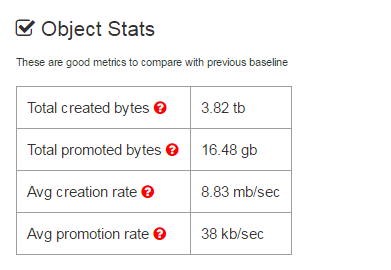 Object Stats
These are good metrics to compare with previous baseline
Total created bytes ? 3.82 tb
Total promoted bytes ? 16.48 gb
Avg creation rate ? 8.83 mb/sec
Avg promotion rate ? 38 kb/sec